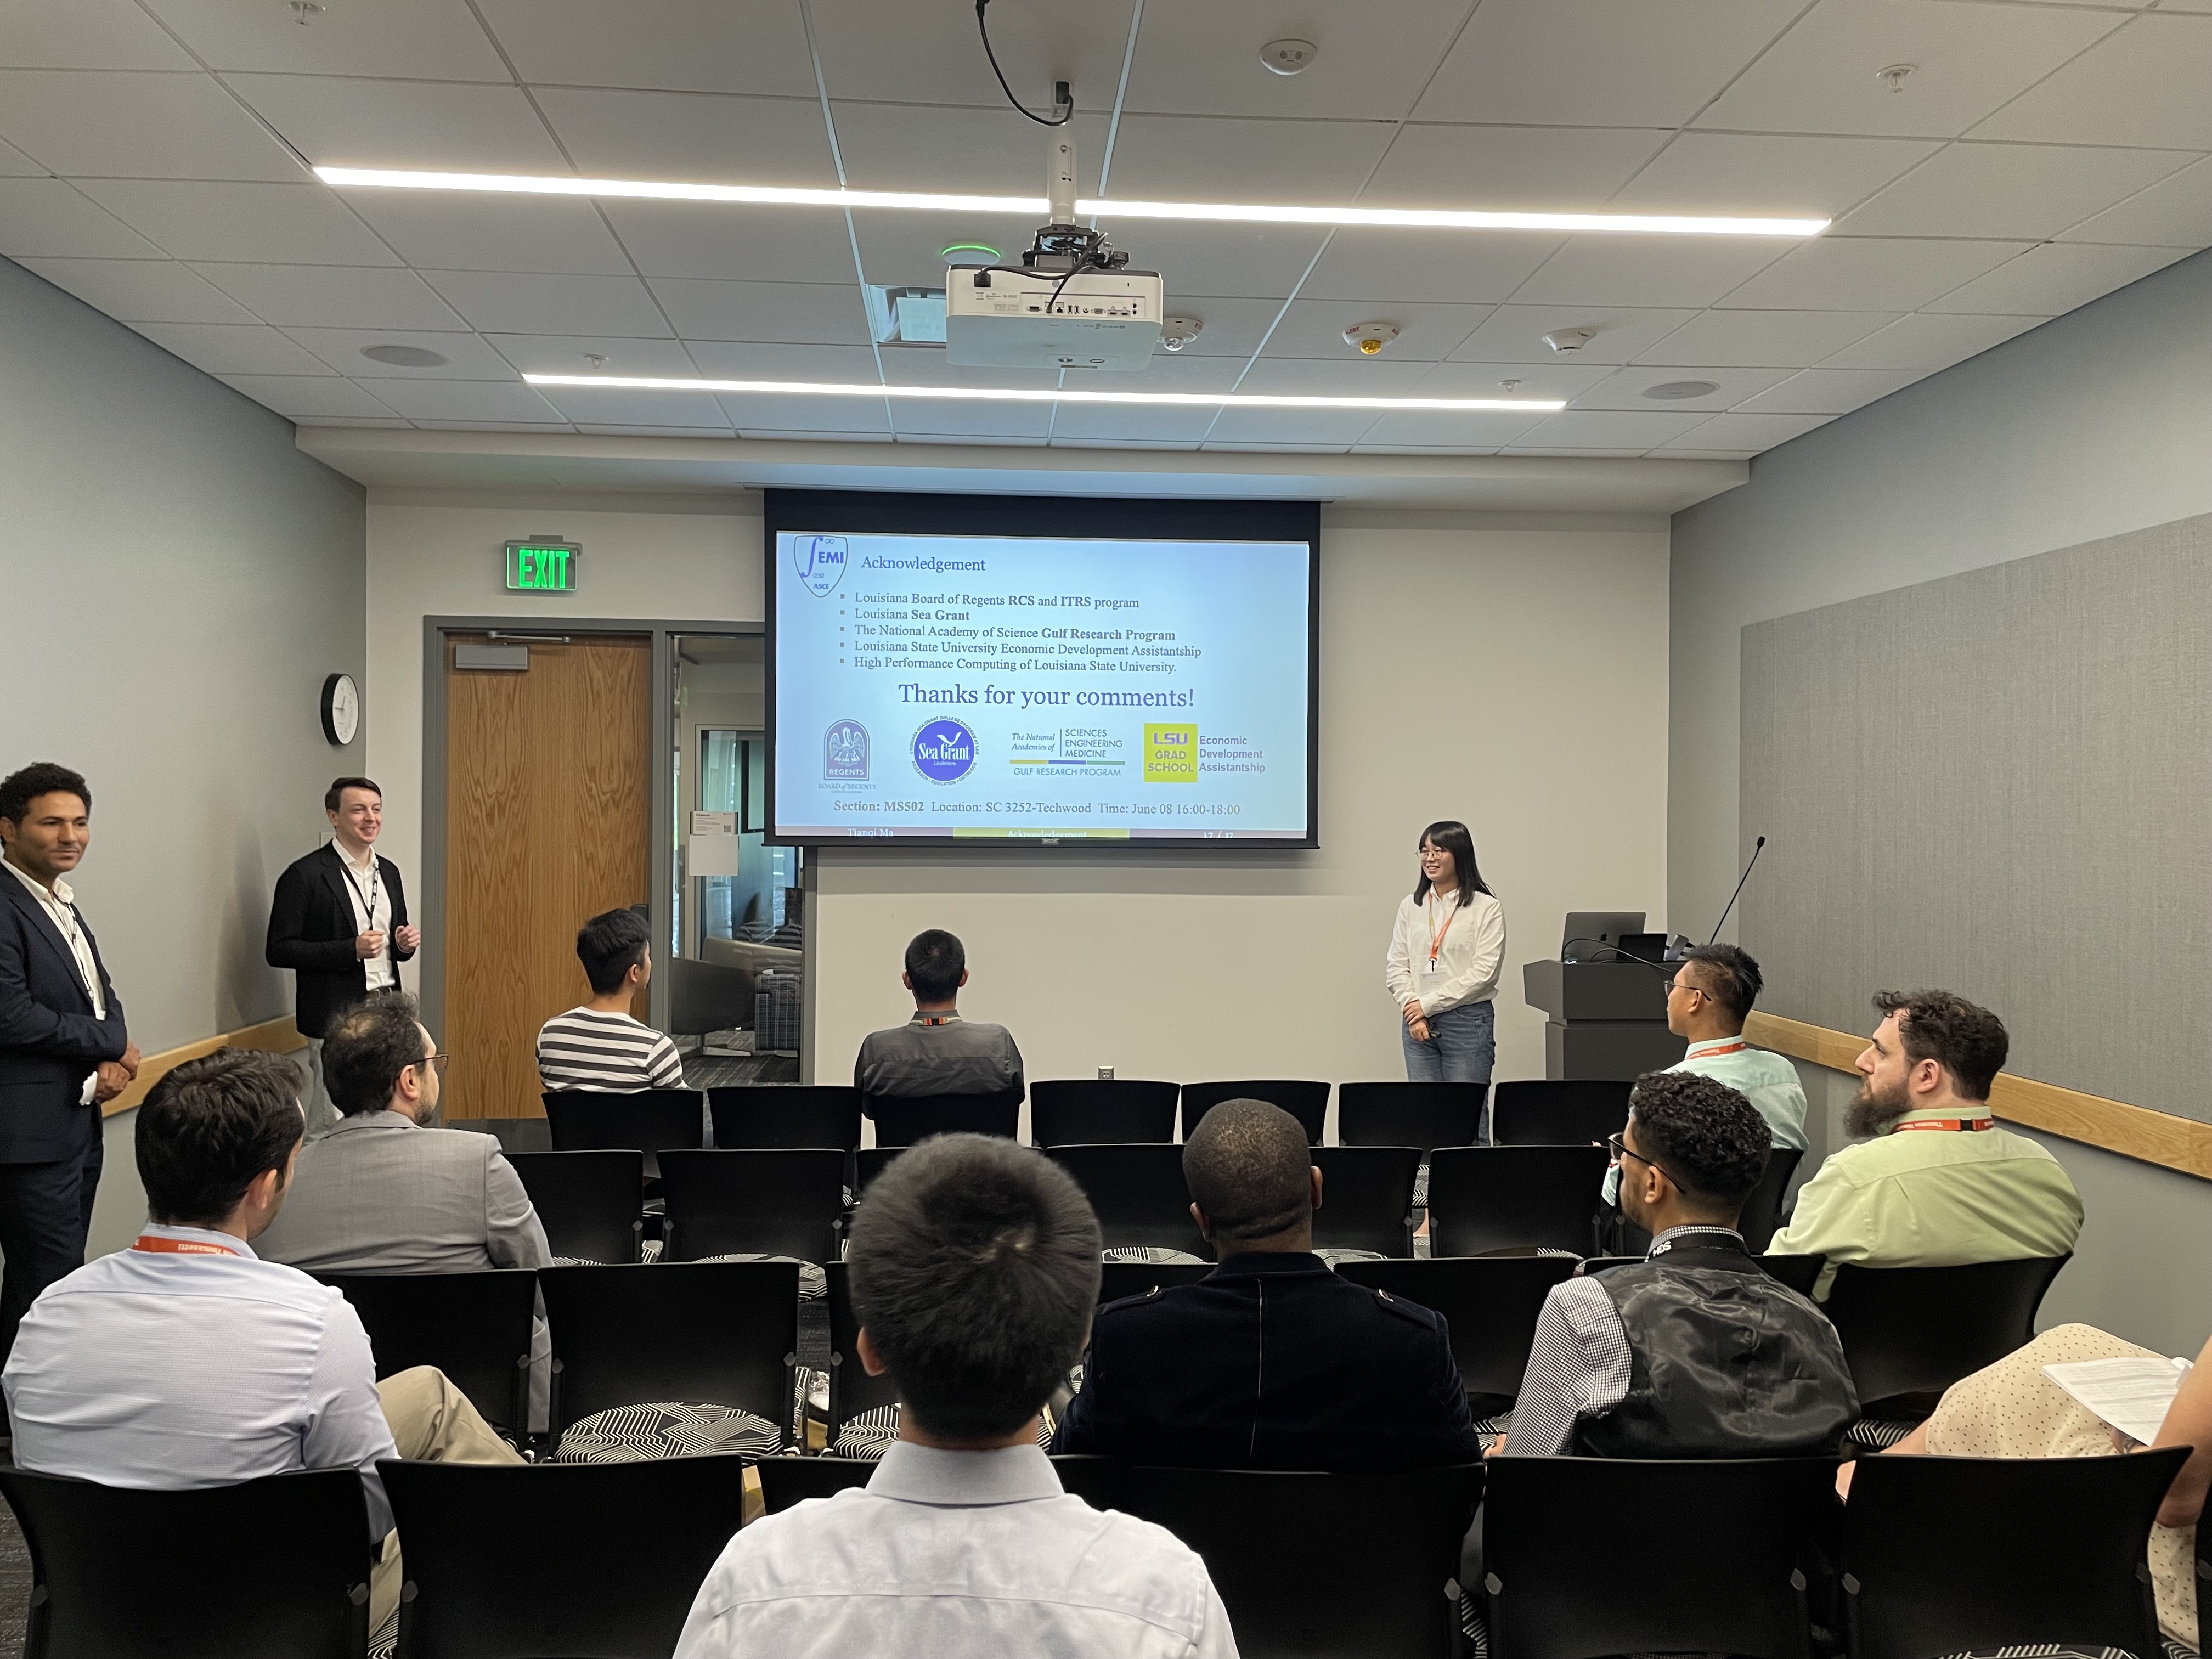 EXIT
∫∞ EMI
ASCE
Acknowledgement
Louisiana Board of Regents RCS and ITRS program
Louisiana Sea Grant
The National Academy of Science Gulf Research Program
Louisiana State University Economic Development Assistantship
High Performance Computing of Louisiana State University.
Thanks for your comments!
REGENTS
BOARD of REGENTS
Sea Grant
Louisiana
The National
Academies of
SCIENCES
ENGINEERING
MEDICINE
GULF RESEARCH PROGRAM
LSU
GRAD
SCHOOL
Economic
Development
Assistantship
Section: MS502 Location: SC 3252-Techwood Time: June 08 16:00-18:00
Tianqi Ma
Acknowledgement
17 / 17
Tomasetti